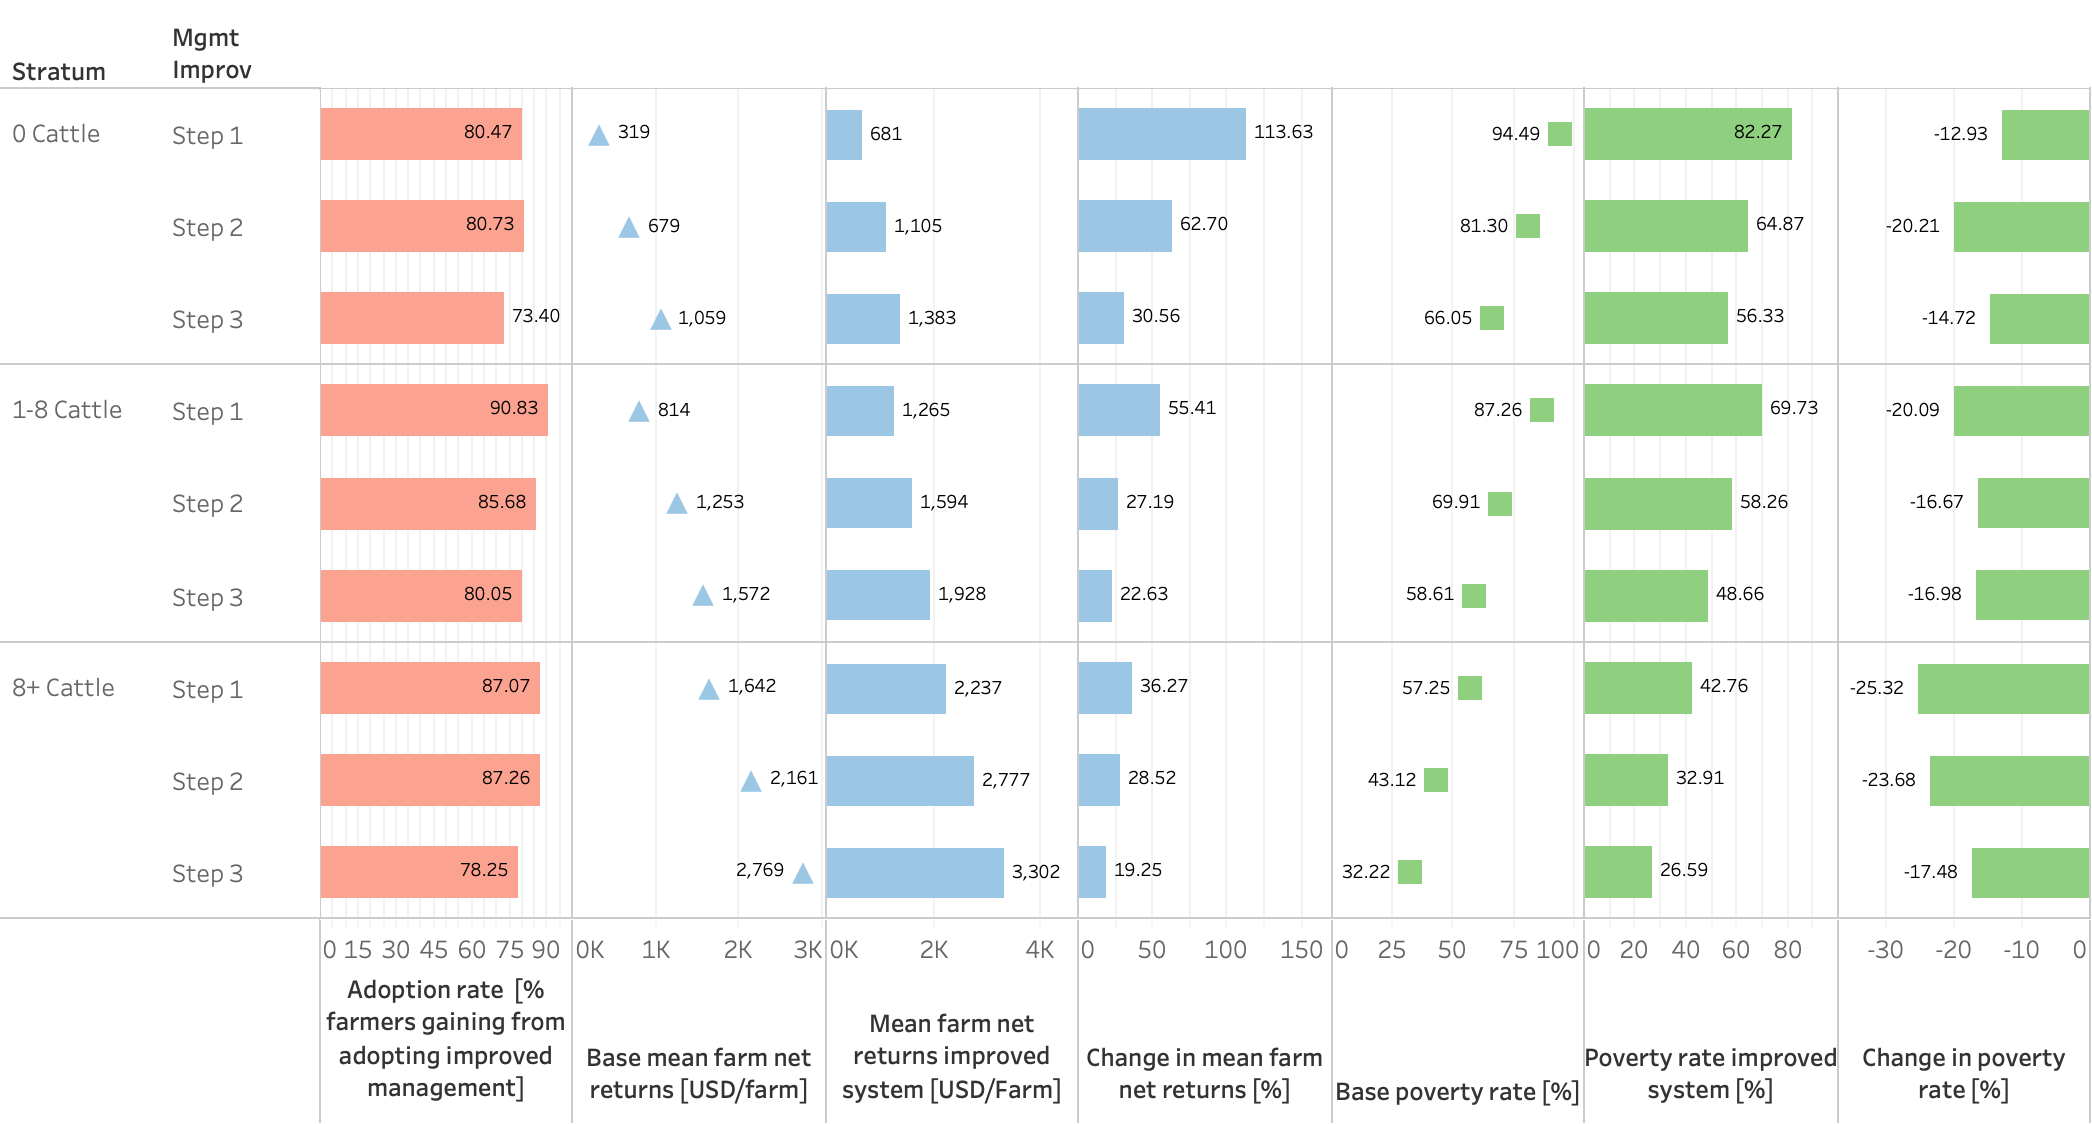 Stratum
Mgmt
Improv
0 Cattle
Step 1
80.47
319
681
113.63
94.49
82.27
-12.93
Step 2
80.73
679
1,105
62.70
81.30
64.87
-20.21
Step 3
73.40
1,059
1,383
30.56
66.05
56.33
-14.72
1-8 Cattle
Step 1
90.83
814
1,265
55.41
87.26
69.73
-20.09
Step 2
85.68
1,253
1,594
27.19
69.91
58.26
-16.67
Step 3
80.05
1,572
1,928
22.63
58.61
48.66
-16.98
8+ Cattle
Step 1
87.07
1,642
2,237
36.27
57.25
42.76
-25.32
Step 2
87.26
2,161
2,777
28.52
43.12
32.91
-23.68
Step 3
78.25
2,769
3,302
19.25
32.22
26.59
-17.48
0 15 30 45 60 75 90
0K 1K 2K 3K
0K 2K 4K
0 50 100 150
0 25 50 75 100
0 20 40 60 80
-30 -20 -10 0
Adoption rate [%
farmers gaining from
adopting improved
management]
Base mean farm net
returns [USD/farm]
Mean farm net
returns improved
system [USD/Farm]
Change in mean farm
net returns [%]
Base poverty rate [%]
Poverty rate improved
system [%]
Change in poverty
rate [%]